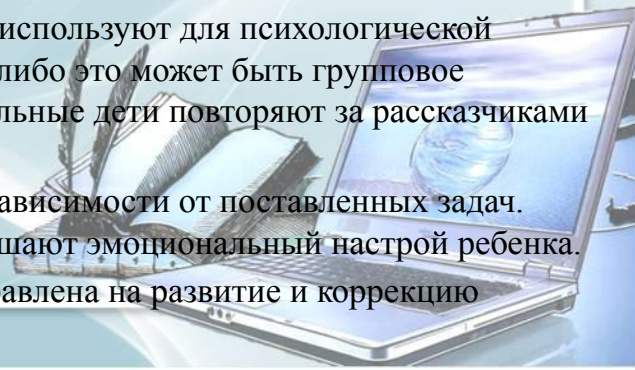 используют для психологической
либо это может быть групповое
льные дети повторяют за рассказчиками
ависимости от поставленных задач.
шают эмоциональный настрой ребенка.
авлена на развитие и коррекцию